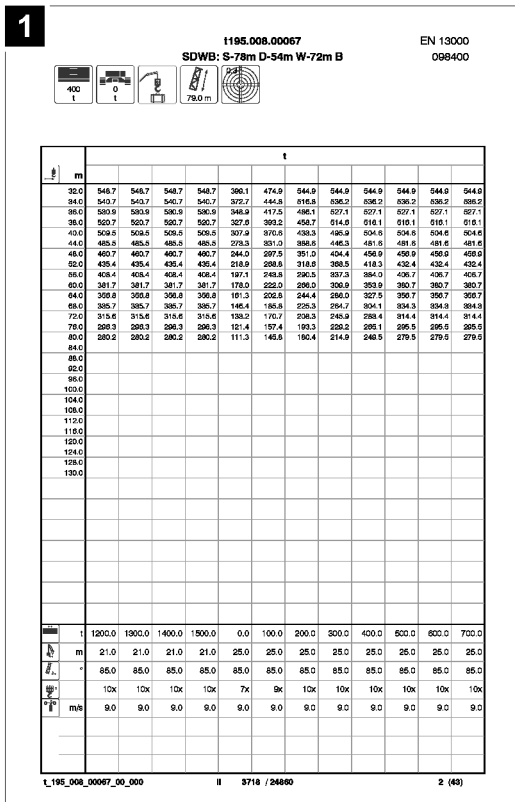 1
t195.008.00067 EN 13000
SDWB: S-78m D-54m W-72m B 098400
400 t 0 t 79.0 m 0.3°
t
m
32.0 548.7 548.7 548.7 548.7 399.1 474.9 544.9 544.9 544.9 544.9 544.9 544.9
34.0 540.7 540.7 540.7 540.7 372.7 444.8 516.8 536.2 536.2 536.2 536.2 536.2
36.0 530.9 530.9 530.9 530.9 348.9 417.5 486.1 527.1 527.1 527.1 527.1 527.1
38.0 520.7 520.7 520.7 520.7 327.6 393.2 458.7 514.6 516.1 516.1 516.1 516.1
40.0 509.5 509.5 509.5 509.5 307.9 370.6 433.3 495.9 504.6 504.6 504.6 504.6
44.0 485.5 485.5 485.5 485.5 273.3 331.0 388.6 446.3 481.6 481.6 481.6 481.6
48.0 460.7 460.7 460.7 460.7 244.0 297.5 351.0 404.4 456.9 456.9 456.9 456.9
52.0 435.4 435.4 435.4 435.4 218.9 268.8 318.6 368.5 418.3 432.4 432.4 432.4
56.0 408.4 408.4 408.4 408.4 197.1 243.8 290.5 337.3 384.0 406.7 406.7 406.7
60.0 381.7 381.7 381.7 381.7 178.0 222.0 266.0 309.9 353.9 380.7 380.7 380.7
64.0 356.8 356.8 356.8 356.8 161.3 202.8 244.4 286.0 327.5 356.7 356.7 356.7
68.0 335.7 335.7 335.7 335.7 146.4 185.8 225.3 264.7 304.1 334.3 334.3 334.3
72.0 315.6 315.6 315.6 315.6 133.2 170.7 208.3 245.9 283.4 314.4 314.4 314.4
76.0 296.3 296.3 296.3 296.3 121.4 157.4 193.3 229.2 265.1 295.5 295.5 295.5
80.0 280.2 280.2 280.2 280.2 111.3 145.8 180.4 214.9 249.5 279.5 279.5 279.5
84.0
88.0
92.0
96.0
100.0
104.0
108.0
112.0
116.0
120.0
124.0
128.0
130.0
t 1200.0 1300.0 1400.0 1500.0 0.0 100.0 200.0 300.0 400.0 500.0 600.0 700.0
m 21.0 21.0 21.0 21.0 25.0 25.0 25.0 25.0 25.0 25.0 25.0 25.0
° 85.0 85.0 85.0 85.0 85.0 85.0 85.0 85.0 85.0 85.0 85.0 85.0
10x 10x 10x 10x 7x 9x 10x 10x 10x 10x 10x 10x
m/s 9.0 9.0 9.0 9.0 9.0 9.0 9.0 9.0 9.0 9.0 9.0 9.0
t_195_008_00067_00_000 II 3718 / 24860 2 (43)